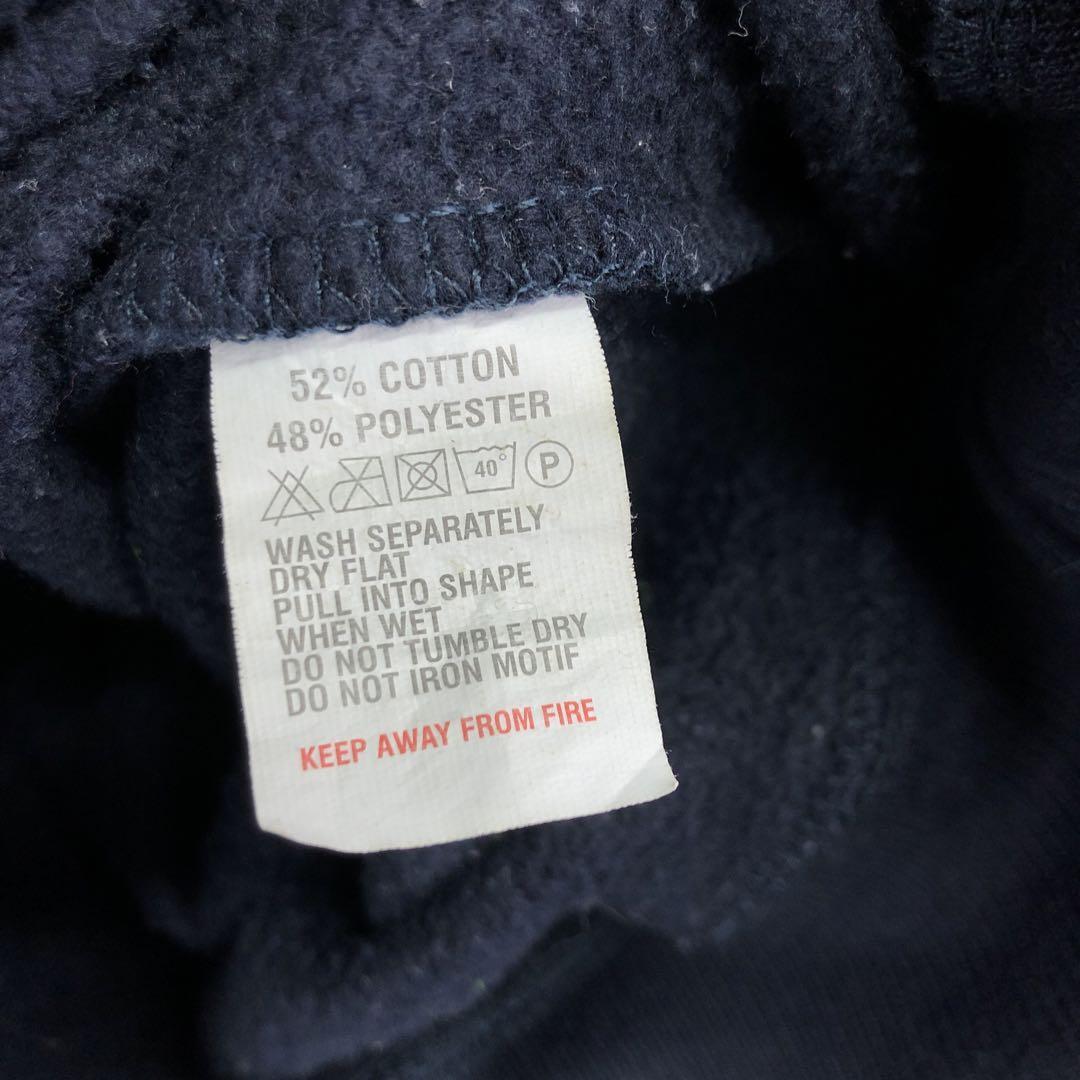 52% COTTON
48% POLYESTER
40° P
WASH SEPARATELY
DRY FLAT
PULL INTO SHAPE
WHEN WET
DO NOT TUMBLE DRY
DO NOT IRON MOTIF
KEEP AWAY FROM FIRE